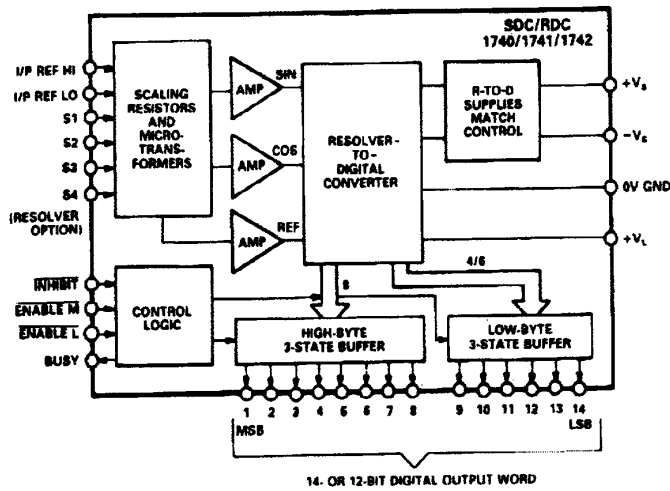 SDC/RDC
1740/1741/1742
I/P REF HI
I/P REF LO
S1
S2
S3
S4
(RESOLVER
OPTION)
INHIBIT
ENABLE M
ENABLE L
BUSY
SCALING
RESISTORS
AND
MICRO-
TRANS-
FORMERS
AMP
SIN
AMP
COS
AMP
REF
RESOLVER-
TO-
DIGITAL
CONVERTER
R-TO-D
SUPPLIES
MATCH
CONTROL
+VS
-VS
0V GND
+VL
CONTROL
LOGIC
8
4/6
HIGH-BYTE
3-STATE BUFFER
LOW-BYTE
3-STATE BUFFER
1 2 3 4 5 6 7 8 9 10 11 12 13 14
MSB LSB
14- OR 12-BIT DIGITAL OUTPUT WORD